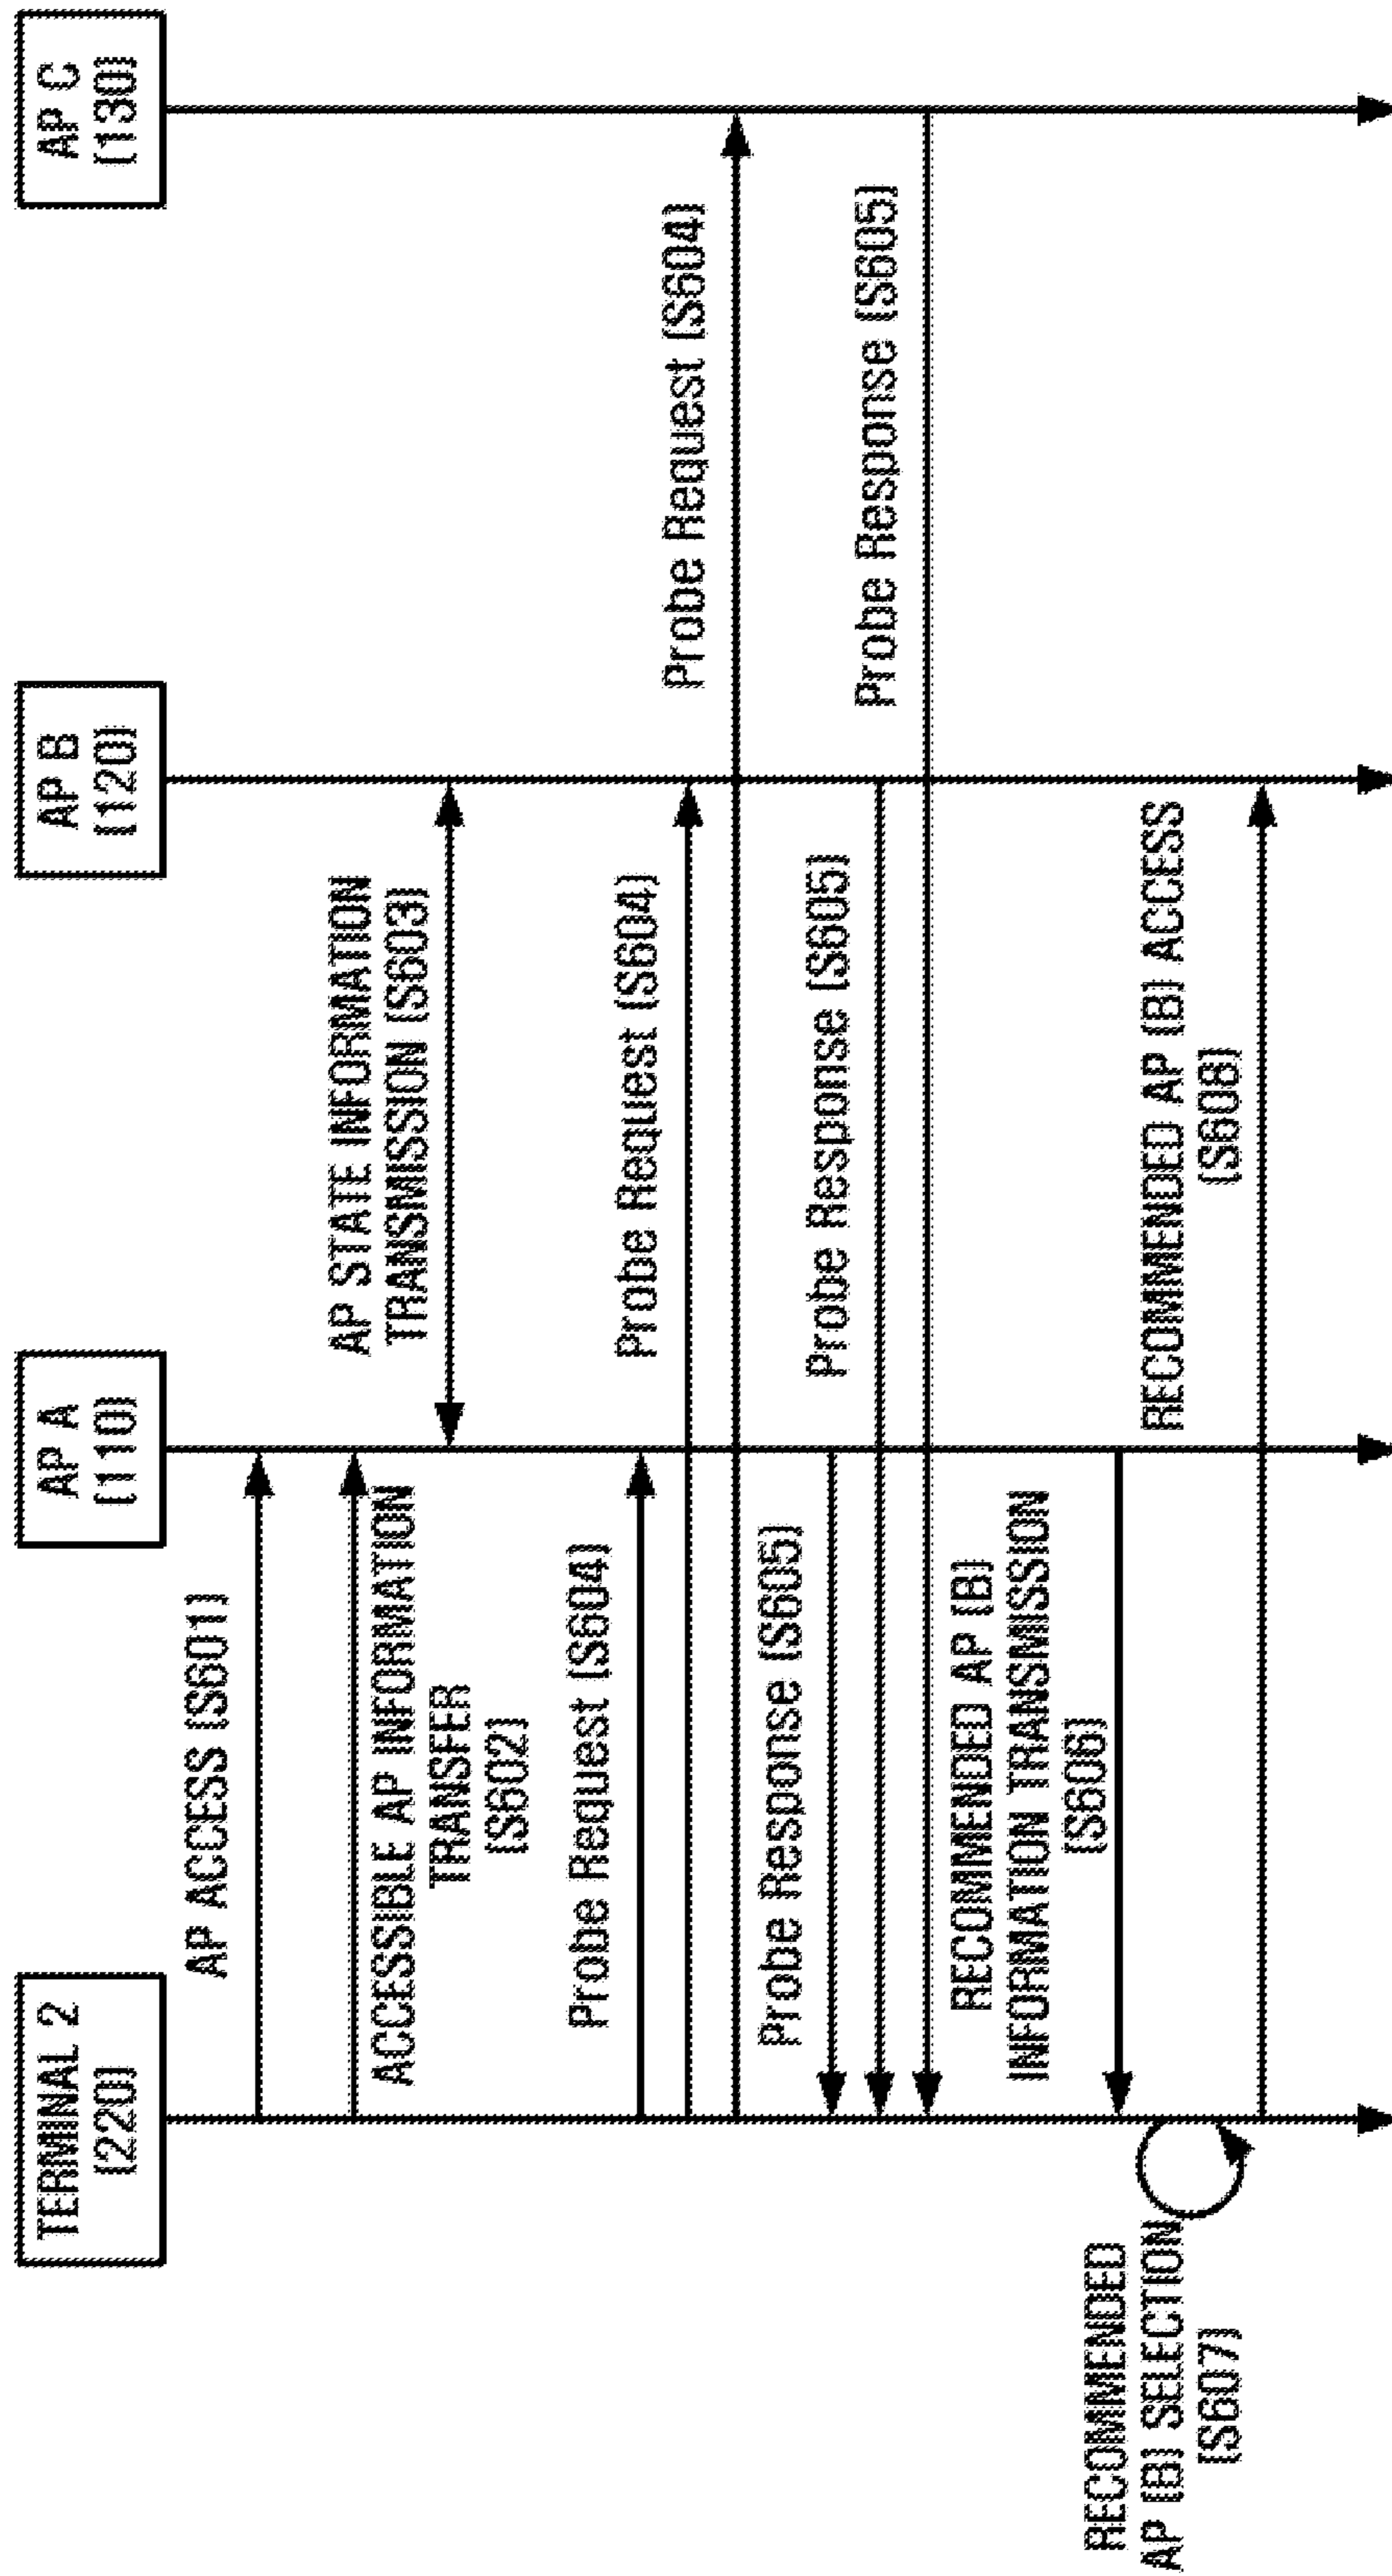 TERMINAL 2
(220)
AP A
(110)
AP B
(120)
AP C
(130)
AP ACCESS (S601)
ACCESSIBLE AP INFORMATION
TRANSFER
(S602)
AP STATE INFORMATION
TRANSMISSION (S603)
Probe Request (S604)
Probe Request (S604)
Probe Request (S604)
Probe Response (S605)
Probe Response (S605)
Probe Response (S605)
RECOMMENDED AP (B)
INFORMATION TRANSMISSION
(S606)
RECOMMENDED
AP (B) SELECTION
(S607)
RECOMMENDED AP (B) ACCESS
(S608)